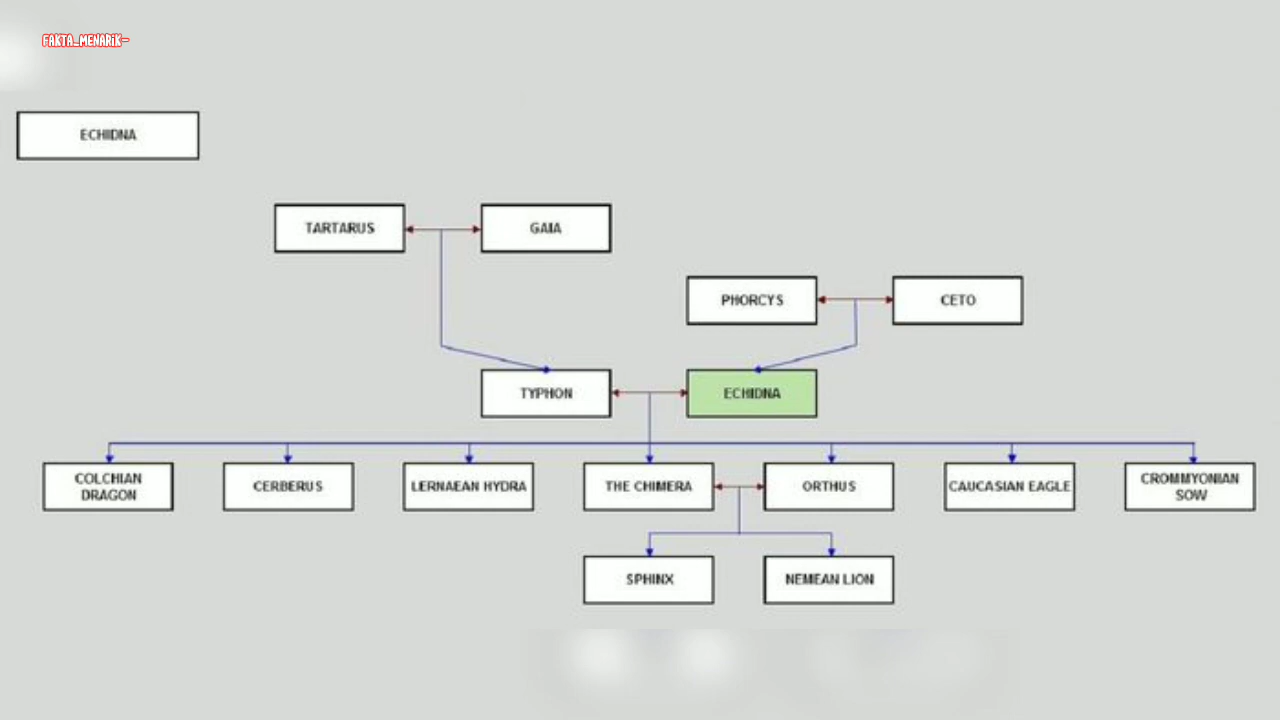 FAKTA_MENARIK-
ECHIDNA
TARTARUS
GAIA
PHORCYS
CETO
TYPHON
ECHIDNA
COLCHIAN
DRAGON
CERBERUS
LERNAEAN HYDRA
THE CHIMERA
ORTHUS
CAUCASIAN EAGLE
CROMMYONIAN
SOW
SPHINX
NEMEAN LION